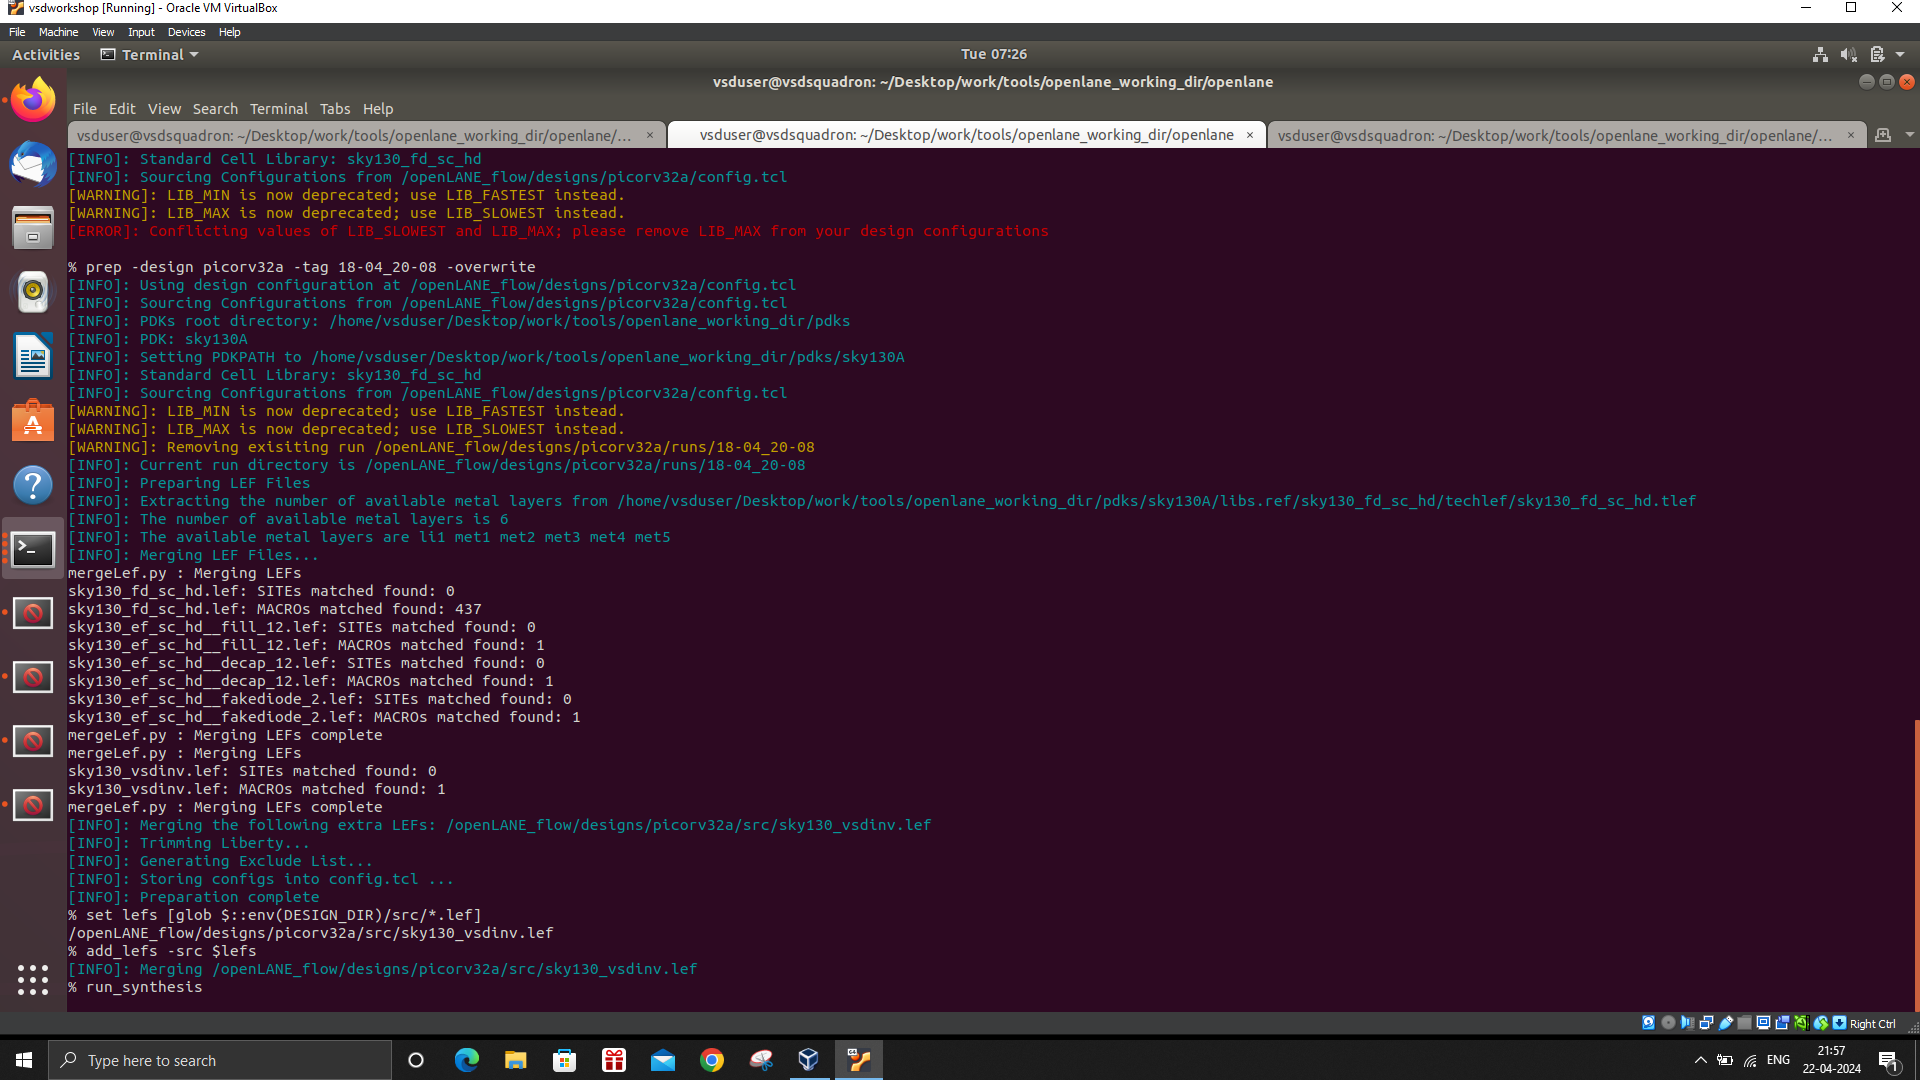 vsdworkshop [Running] - Oracle VM VirtualBox
File Machine View Input Devices Help
Activities Terminal Tue 07:26
vsduser@vsdsquadron: ~/Desktop/work/tools/openlane_working_dir/openlane
File Edit View Search Terminal Tabs Help
vsduser@vsdsquadron: ~/Desktop/work/tools/openlane_working_dir/openlane/... × vsduser@vsdsquadron: ~/Desktop/work/tools/openlane_working_dir/openlane × vsduser@vsdsquadron: ~/Desktop/work/tools/openlane_working_dir/openlane/... ×
[INFO]: Standard Cell Library: sky130_fd_sc_hd
[INFO]: Sourcing Configurations from /openLANE_flow/designs/picorv32a/config.tcl
[WARNING]: LIB_MIN is now deprecated; use LIB_FASTEST instead.
[WARNING]: LIB_MAX is now deprecated; use LIB_SLOWEST instead.
[ERROR]: Conflicting values of LIB_SLOWEST and LIB_MAX; please remove LIB_MAX from your design configurations
% prep -design picorv32a -tag 18-04_20-08 -overwrite
[INFO]: Using design configuration at /openLANE_flow/designs/picorv32a/config.tcl
[INFO]: Sourcing Configurations from /openLANE_flow/designs/picorv32a/config.tcl
[INFO]: PDKs root directory: /home/vsduser/Desktop/work/tools/openlane_working_dir/pdks
[INFO]: PDK: sky130A
[INFO]: Setting PDKPATH to /home/vsduser/Desktop/work/tools/openlane_working_dir/pdks/sky130A
[INFO]: Standard Cell Library: sky130_fd_sc_hd
[INFO]: Sourcing Configurations from /openLANE_flow/designs/picorv32a/config.tcl
[WARNING]: LIB_MIN is now deprecated; use LIB_FASTEST instead.
[WARNING]: LIB_MAX is now deprecated; use LIB_SLOWEST instead.
[WARNING]: Removing exisiting run /openLANE_flow/designs/picorv32a/runs/18-04_20-08
[INFO]: Current run directory is /openLANE_flow/designs/picorv32a/runs/18-04_20-08
[INFO]: Preparing LEF Files
[INFO]: Extracting the number of available metal layers from /home/vsduser/Desktop/work/tools/openlane_working_dir/pdks/sky130A/libs.ref/sky130_fd_sc_hd/techlef/sky130_fd_sc_hd.tlef
[INFO]: The number of available metal layers is 6
[INFO]: The available metal layers are li1 met1 met2 met3 met4 met5
[INFO]: Merging LEF Files...
mergeLef.py : Merging LEFs
sky130_fd_sc_hd.lef: SITEs matched found: 0
sky130_fd_sc_hd.lef: MACROs matched found: 437
sky130_ef_sc_hd__fill_12.lef: SITEs matched found: 0
sky130_ef_sc_hd__fill_12.lef: MACROs matched found: 1
sky130_ef_sc_hd__decap_12.lef: SITEs matched found: 0
sky130_ef_sc_hd__decap_12.lef: MACROs matched found: 1
sky130_ef_sc_hd__fakediode_2.lef: SITEs matched found: 0
sky130_ef_sc_hd__fakediode_2.lef: MACROs matched found: 1
mergeLef.py : Merging LEFs complete
mergeLef.py : Merging LEFs
sky130_vsdinv.lef: SITEs matched found: 0
sky130_vsdinv.lef: MACROs matched found: 1
mergeLef.py : Merging LEFs complete
[INFO]: Merging the following extra LEFs: /openLANE_flow/designs/picorv32a/src/sky130_vsdinv.lef
[INFO]: Trimming Liberty...
[INFO]: Generating Exclude List...
[INFO]: Storing configs into config.tcl ...
[INFO]: Preparation complete
% set lefs [glob $::env(DESIGN_DIR)/src/*.lef]
/openLANE_flow/designs/picorv32a/src/sky130_vsdinv.lef
% add_lefs -src $lefs
[INFO]: Merging /openLANE_flow/designs/picorv32a/src/sky130_vsdinv.lef
% run_synthesis
Right Ctrl
Type here to search
ENG
21:57
22-04-2024
1